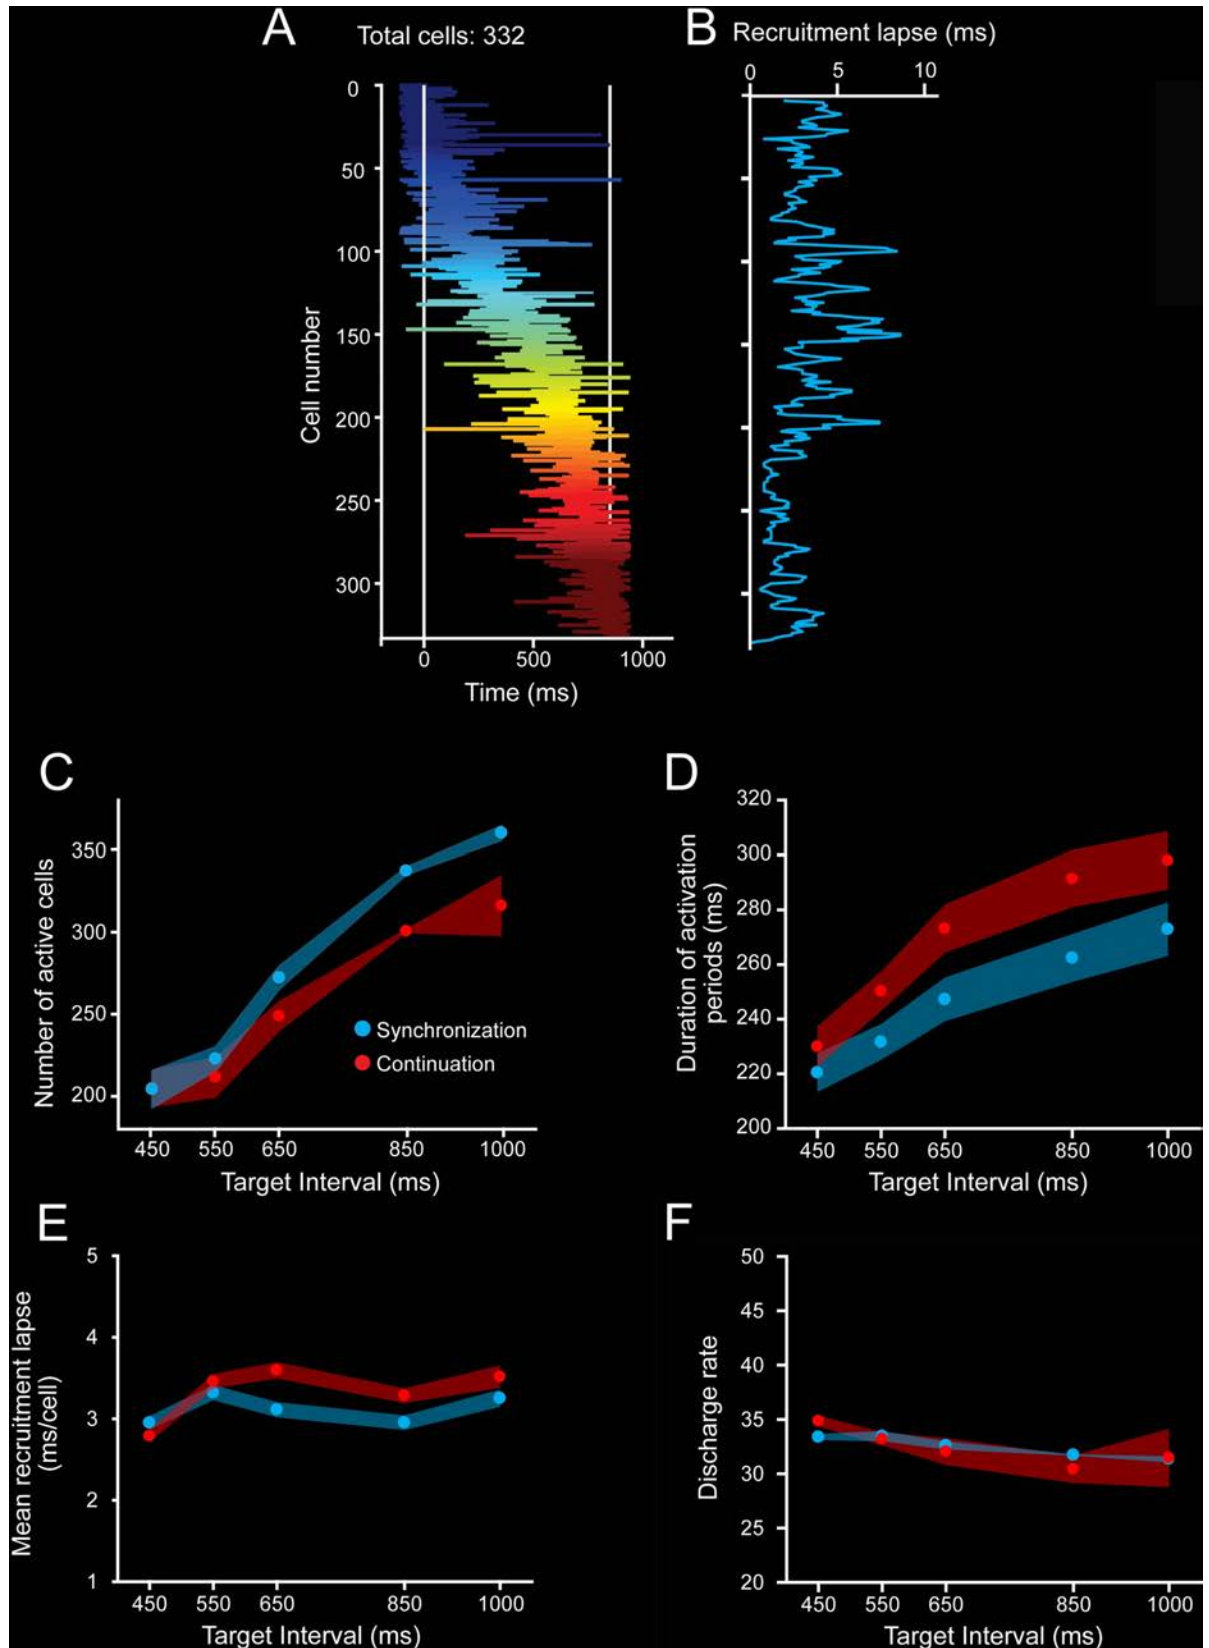 A
Total cells: 332
0
50
100
150
200
250
300
Cell number
0
500
1000
Time (ms)
B
Recruitment lapse (ms)
0
5
10
C
350
300
250
200
Number of active cells
Synchronization
Continuation
450
550
650
850
1000
Target Interval (ms)
D
320
300
280
260
240
220
200
Duration of activation
periods (ms)
450
550
650
850
1000
Target Interval (ms)
E
5
4
3
2
1
Mean recruitment lapse
(ms/cell)
450
550
650
850
1000
Target Interval (ms)
F
50
45
40
35
30
25
20
Discharge rate
450
550
650
850
1000
Target Interval (ms)